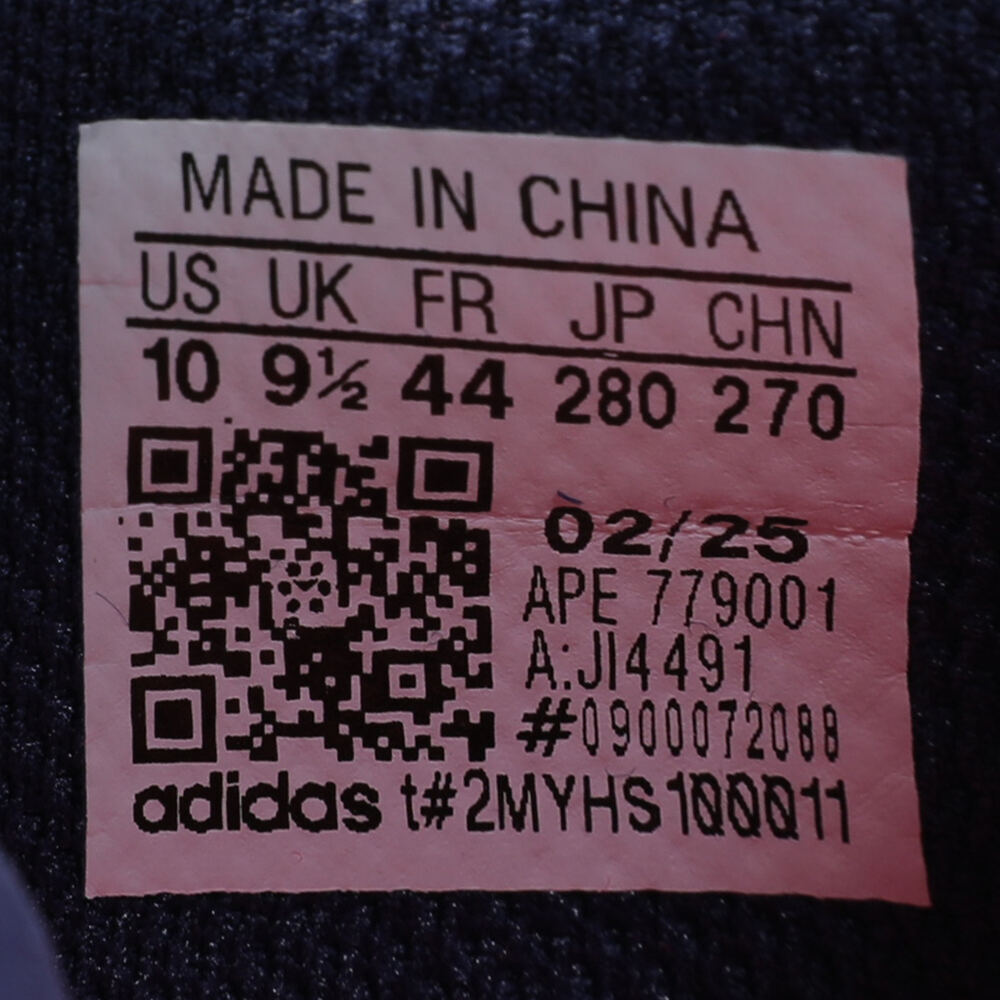 MADE IN CHINA
US UK FR JP CHN
10 9½ 44 280 270
02/25
APE 779001
A:JI4491
#0900072088
adidas t#2MYHS100011